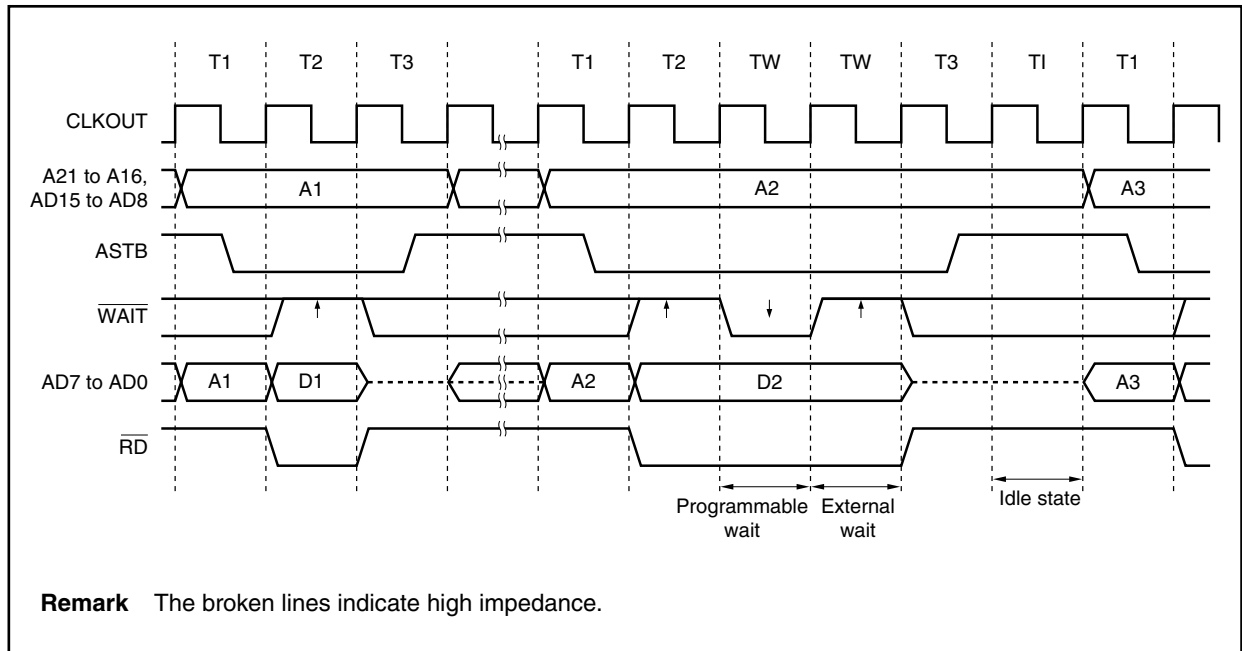 T1 T2 T3 T1 T2 TW TW T3 TI T1
CLKOUT
A21 to A16,
AD15 to AD8
A1 A2 A3
ASTB
WAIT
AD7 to AD0
A1 D1 A2 D2 A3
RD
Programmable
wait
External
wait
Idle state
Remark The broken lines indicate high impedance.